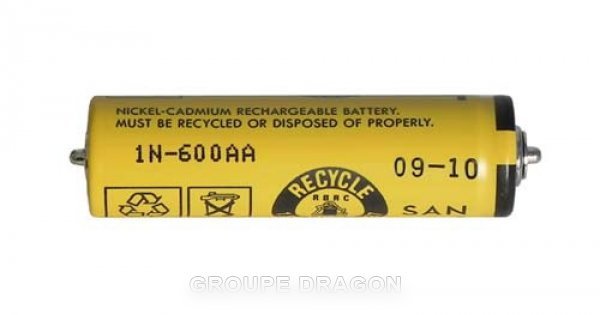 NICKEL-CADMIUM RECHARGEABLE BATTERY.
MUST BE RECYCLED OR DISPOSED OF PROPERLY.
1N-600AA
09-10
RECYCLE
RBRC
SAN
GROUPE DRAGON